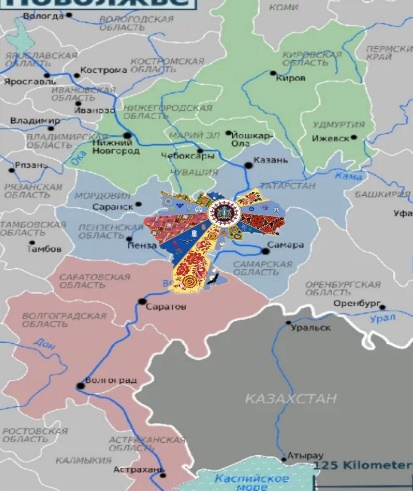 ПОВОЛЖЬЕ
Вологда
ВОЛОГОДСКАЯ
ОБЛАСТЬ
КОМИ
ЯРОСЛАВСКАЯ
ОБЛАСТЬ
КОСТРОМСКАЯ
ОБЛАСТЬ
КИРОВСКАЯ
ОБЛАСТЬ
ПЕРМСКИЙ
КРАЙ
Ярославль
Кострома
Киров
ИВАНОВСКАЯ
ОБЛАСТЬ
Иваново
НИЖЕГОРОДСКАЯ
ОБЛАСТЬ
Владимир
ВЛАДИМИРСКАЯ
ОБЛАСТЬ
Нижний
Новгород
МАРИЙ ЭЛ
Йошкар-
Ола
УДМУРТИЯ
Ижевск
Ока
Чебоксары
ЧУВАШИЯ
Казань
Рязань
РЯЗАНСКАЯ
ОБЛАСТЬ
МОРДОВИЯ
Саранск
ТАТАРСТАН
Кама
БАШКИРИЯ
Уфа
ТАМБОВСКАЯ
ОБЛАСТЬ
Тамбов
ПЕНЗЕНСКАЯ
ОБЛАСТЬ
Пенза
Самара
САМАРСКАЯ
ОБЛАСТЬ
САРАТОВСКАЯ
ОБЛАСТЬ
Саратов
ОРЕНБУРГСКАЯ
ОБЛАСТЬ
Оренбург
Урал
ВОЛГОГРАДСКАЯ
ОБЛАСТЬ
Уральск
Дон
Волгоград
КАЗАХСТАН
РОСТОВСКАЯ
ОБЛАСТЬ
КАЛМЫКИЯ
АСТРАХАНСКАЯ
ОБЛАСТЬ
Астрахань
Атырау
125 Kilometer
Каспийское
море